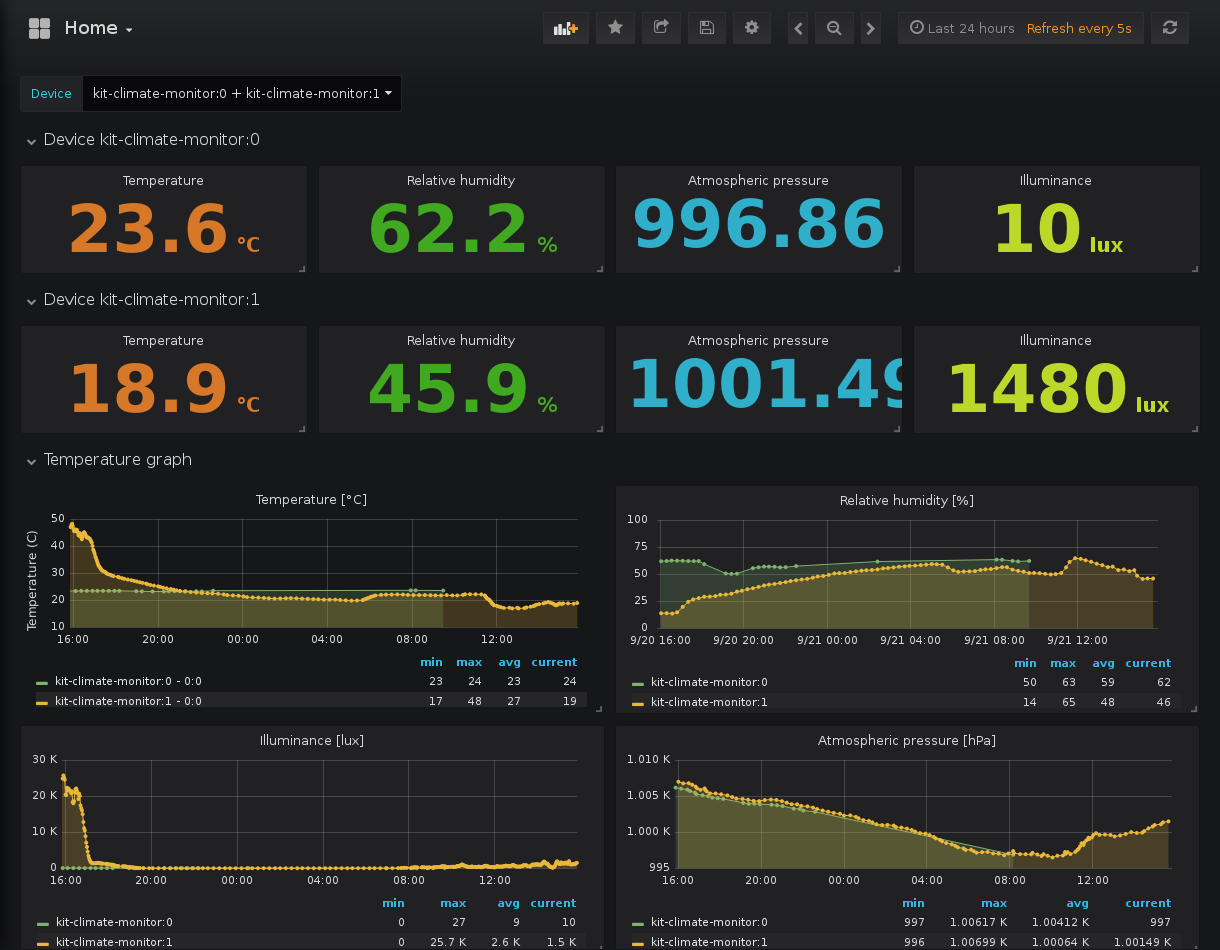 Home
Last 24 hours Refresh every 5s
Device kit-climate-monitor:0 + kit-climate-monitor:1
Device kit-climate-monitor:0
Temperature Relative humidity Atmospheric pressure Illuminance
23.6 °C 62.2 % 996.86 10 lux
Device kit-climate-monitor:1
Temperature Relative humidity Atmospheric pressure Illuminance
18.9 °C 45.9 % 1001.49 1480 lux
Temperature graph
Temperature [°C]
Temperature (C)
50
40
30
20
10
16:00 20:00 00:00 04:00 08:00 12:00
min max avg current
kit-climate-monitor:0 - 0:0 23 24 23 24
kit-climate-monitor:1 - 0:0 17 48 27 19
Relative humidity [%]
100
75
50
25
0
9/20 16:00 9/20 20:00 9/21 00:00 9/21 04:00 9/21 08:00 9/21 12:00
min max avg current
kit-climate-monitor:0 50 63 59 62
kit-climate-monitor:1 14 65 48 46
Illuminance [lux]
30 K
20 K
10 K
0
16:00 20:00 00:00 04:00 08:00 12:00
min max avg current
kit-climate-monitor:0 0 27 9 10
kit-climate-monitor:1 0 25.7 K 2.6 K 1.5 K
Atmospheric pressure [hPa]
1.010 K
1.005 K
1.000 K
995
16:00 20:00 00:00 04:00 08:00 12:00
min max avg current
kit-climate-monitor:0 997 1.00617 K 1.00412 K 997
kit-climate-monitor:1 996 1.00699 K 1.00064 K 1.00149 K